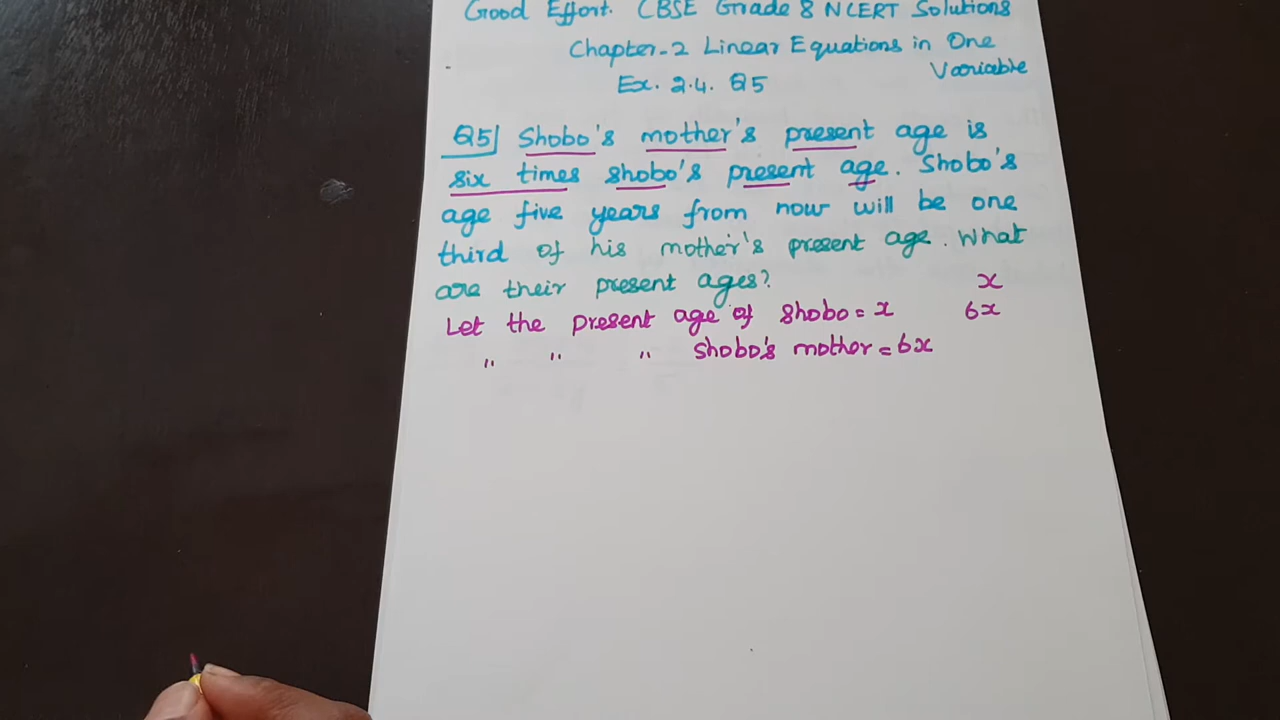 Good Effort. CBSE Grade 8 NCERT Solutions
Chapter-2 Linear Equations in One
Variable
Ex. 2.4. Q5
Q5| Shobo's mother's present age is
six times shobo's present age. Shobo's
age five years from now will be one
third of his mother's present age. What
are their present ages?
x
Let the present age of shobo = x 6x
" " " shobo's mother = 6x